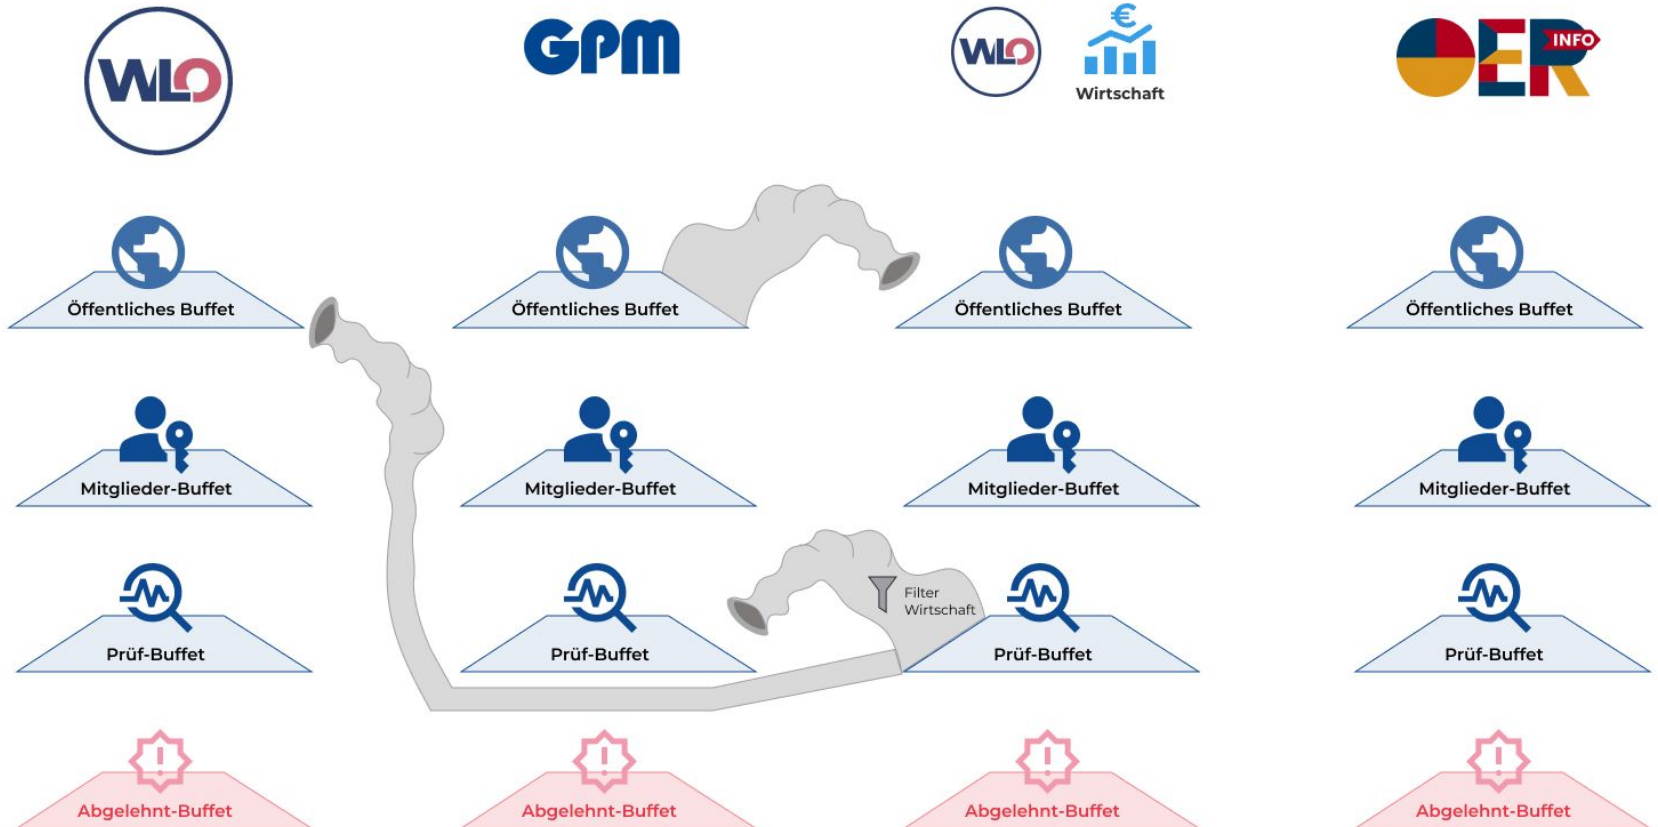 WLO
GPM
WLO
€
Wirtschaft
OER
INFO
Öffentliches Buffet
Öffentliches Buffet
Öffentliches Buffet
Öffentliches Buffet
Mitglieder-Buffet
Mitglieder-Buffet
Mitglieder-Buffet
Mitglieder-Buffet
Filter
Wirtschaft
Prüf-Buffet
Prüf-Buffet
Prüf-Buffet
Prüf-Buffet
Abgelehnt-Buffet
Abgelehnt-Buffet
Abgelehnt-Buffet
Abgelehnt-Buffet